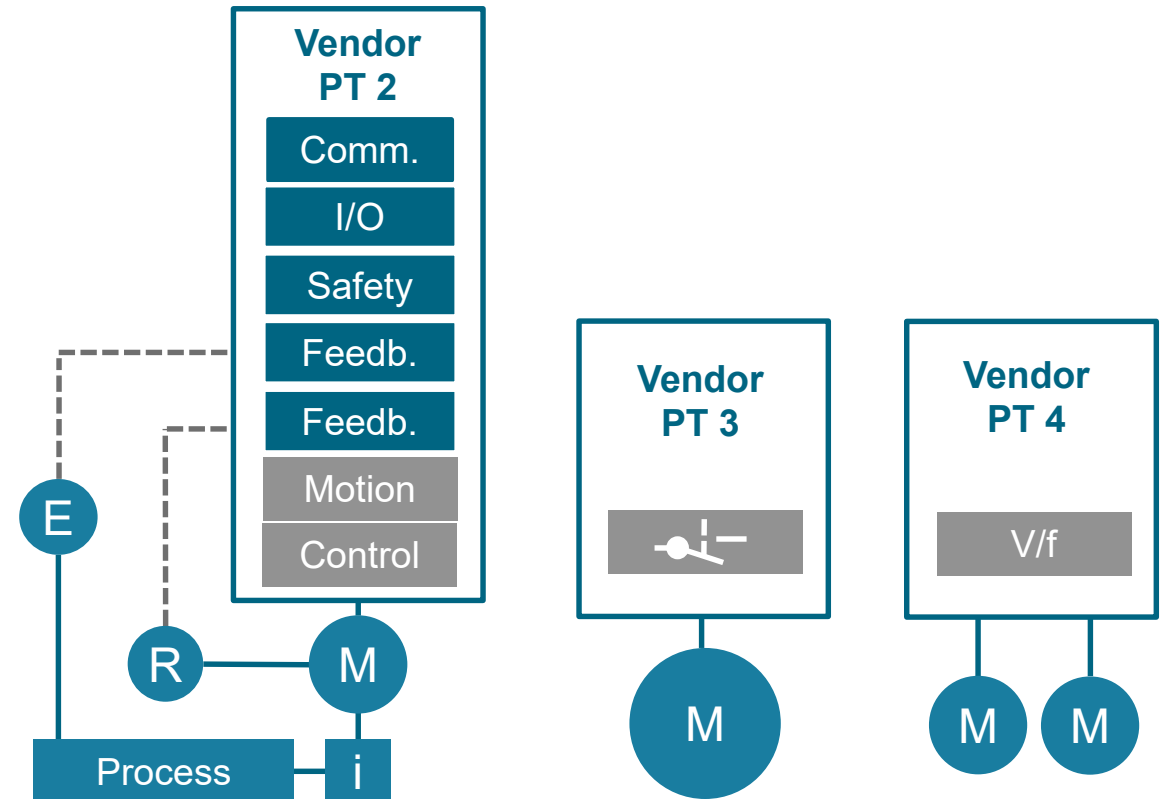 Vendor
PT 2
Comm.
I/O
Safety
Feedb.
Feedb.
Motion
Control
E
R
M
Process
i
Vendor
PT 3
M
Vendor
PT 4
V/f
M
M